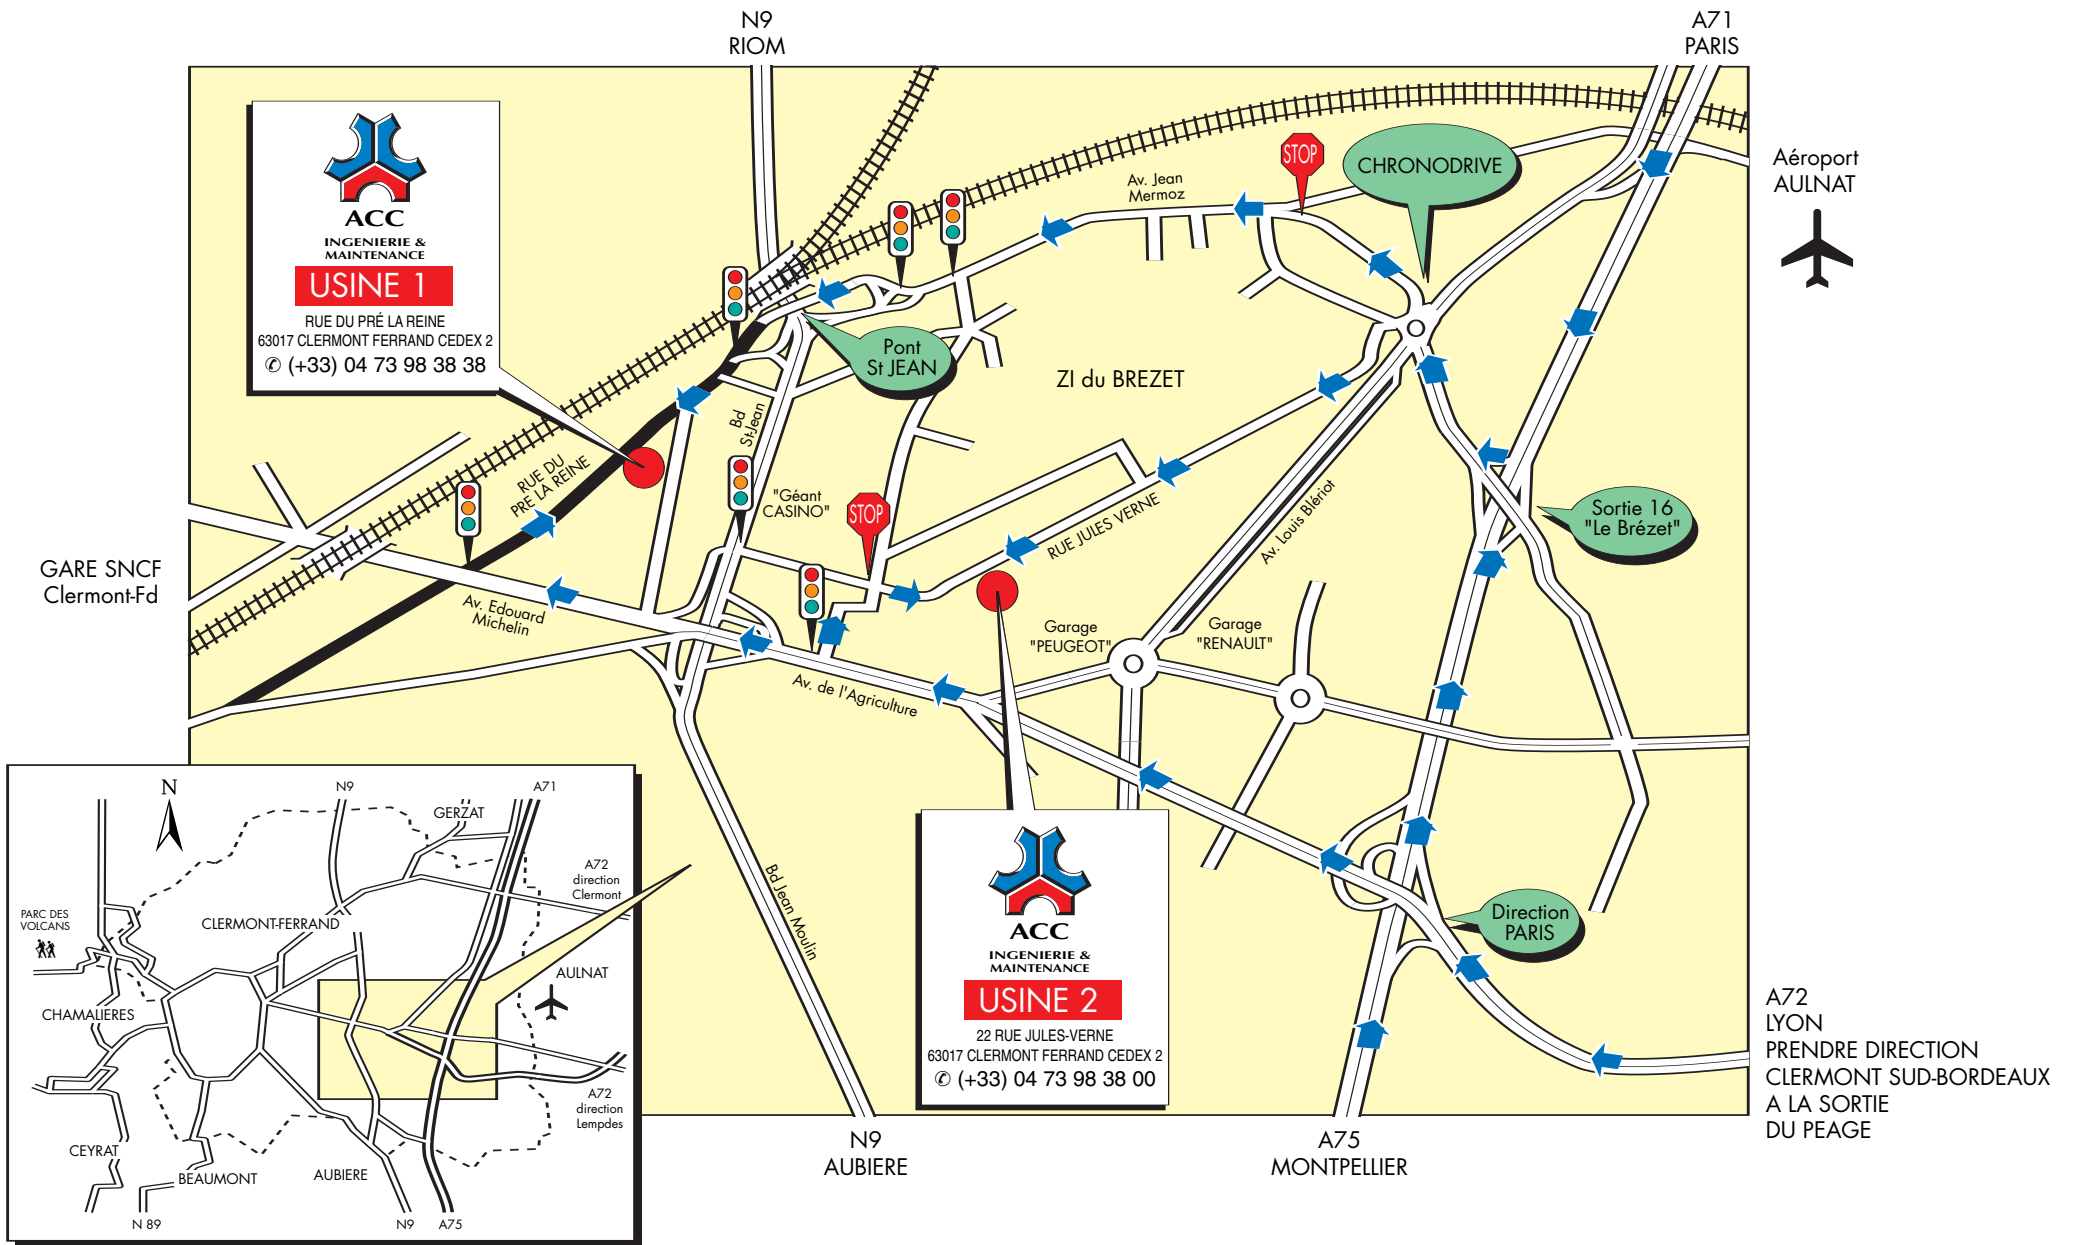 N9
RIOM
A71
PARIS
ACC
INGENIERIE &
MAINTENANCE
USINE 1
RUE DU PRÉ LA REINE
63017 CLERMONT FERRAND CEDEX 2
✆ (+33) 04 73 98 38 38
STOP
CHRONODRIVE
Av. Jean
Mermoz
Aéroport
AULNAT
Pont
St JEAN
ZI du BREZET
Bd
St-Jean
RUE DU
PRE LA REINE
"Géant
CASINO"
STOP
RUE JULES VERNE
Av. Louis Blériot
Sortie 16
"Le Brézet"
GARE SNCF
Clermont-Fd
Av. Edouard
Michelin
Garage
"PEUGEOT"
Garage
"RENAULT"
Av. de l'Agriculture
Bd Jean Moulin
ACC
INGENIERIE &
MAINTENANCE
USINE 2
22 RUE JULES-VERNE
63017 CLERMONT FERRAND CEDEX 2
✆ (+33) 04 73 98 38 00
Direction
PARIS
A72
LYON
PRENDRE DIRECTION
CLERMONT SUD-BORDEAUX
A LA SORTIE
DU PEAGE
N9
AUBIERE
A75
MONTPELLIER
N
N9
A71
GERZAT
A72
direction
Clermont
PARC DES
VOLCANS
CLERMONT-FERRAND
AULNAT
CHAMALIERES
A72
direction
Lempdes
CEYRAT
BEAUMONT
AUBIERE
N 89
N9
A75